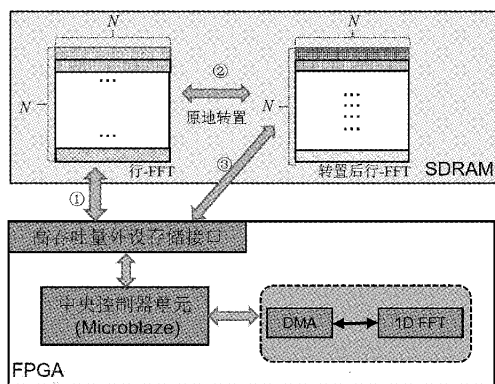 N
N
②
N
N
...
...
原地转置
行-FFT
③
转置后行-FFT
SDRAM
①
高吞吐量外设存储接口
中央控制器单元
(Microblaze)
DMA
1D FFT
FPGA